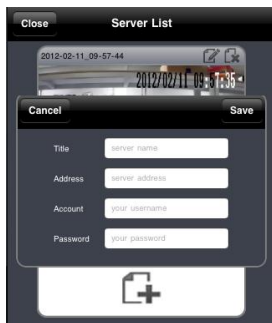 Close Server List
2012-02-11_09-57-44
2012/02/11 09:57:35
Cancel Save
Title server name
Address server address
Account your username
Password your password